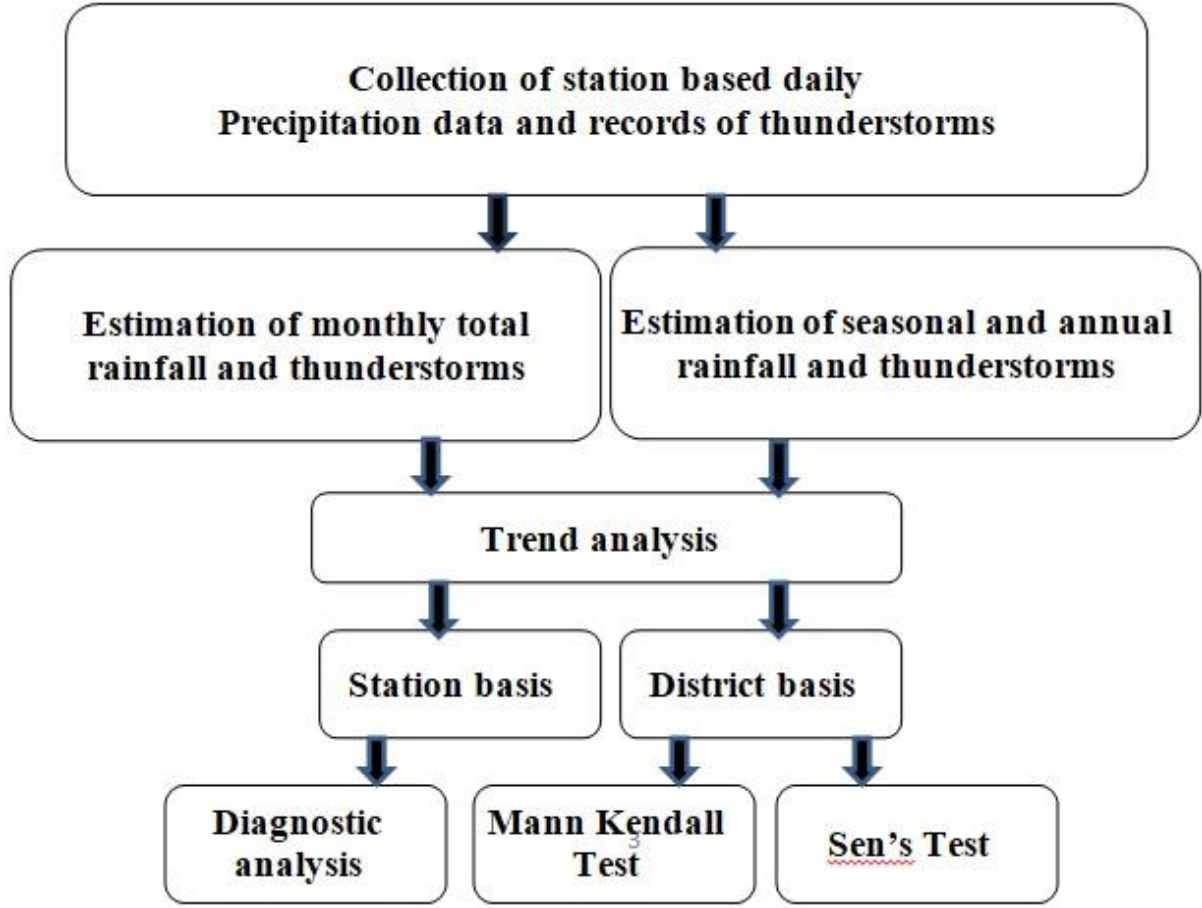 Collection of station based daily
Precipitation data and records of thunderstorms
Estimation of monthly total
rainfall and thunderstorms
Estimation of seasonal and annual
rainfall and thunderstorms
Trend analysis
Station basis
District basis
Diagnostic
analysis
Mann Kendall
Test
3
Sen’s Test